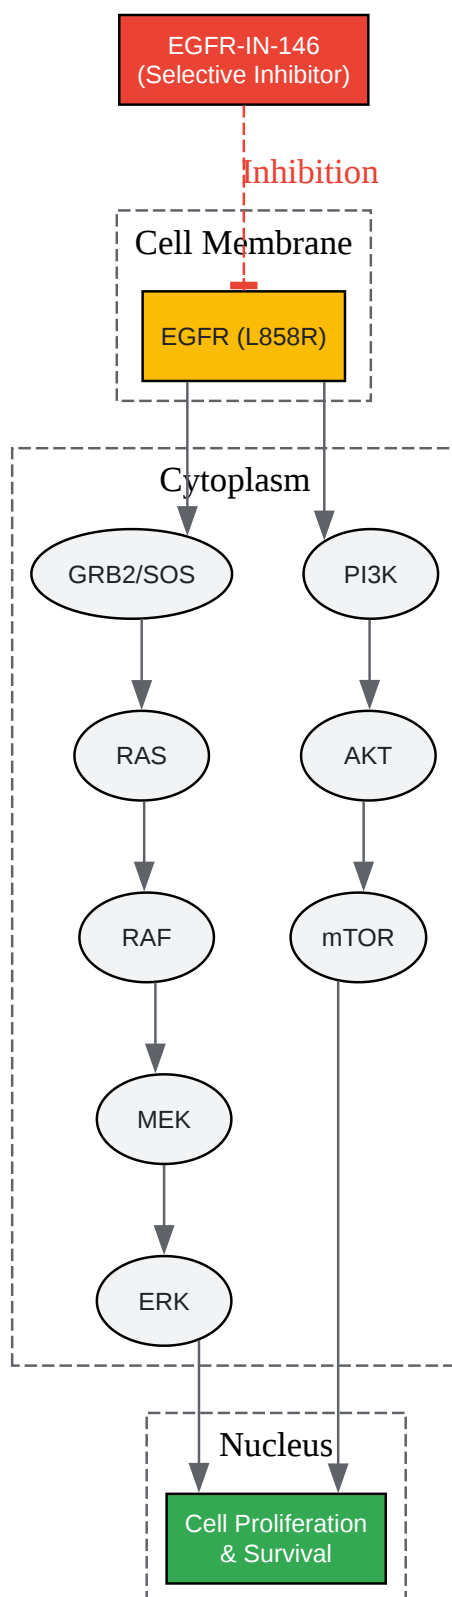 EGFR-IN-146
(Selective Inhibitor)
Inhibition
Cell Membrane
EGFR (L858R)
Cytoplasm
GRB2/SOS
PI3K
RAS
AKT
RAF
mTOR
MEK
ERK
Nucleus
Cell Proliferation
& Survival